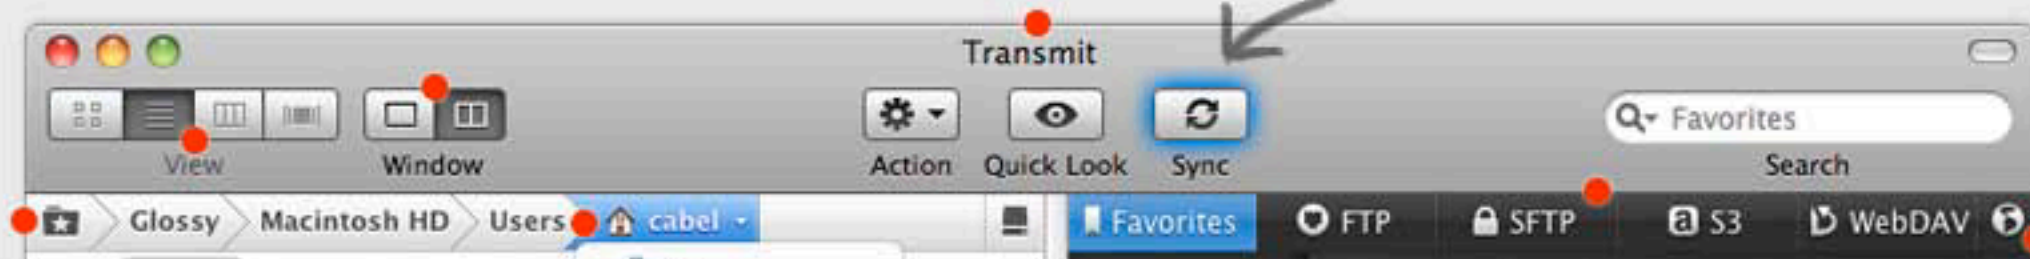 Transmit
Favorites
View Window Action Quick Look Sync Search
Glossy Macintosh HD Users cabel Favorites FTP SFTP S3 WebDAV